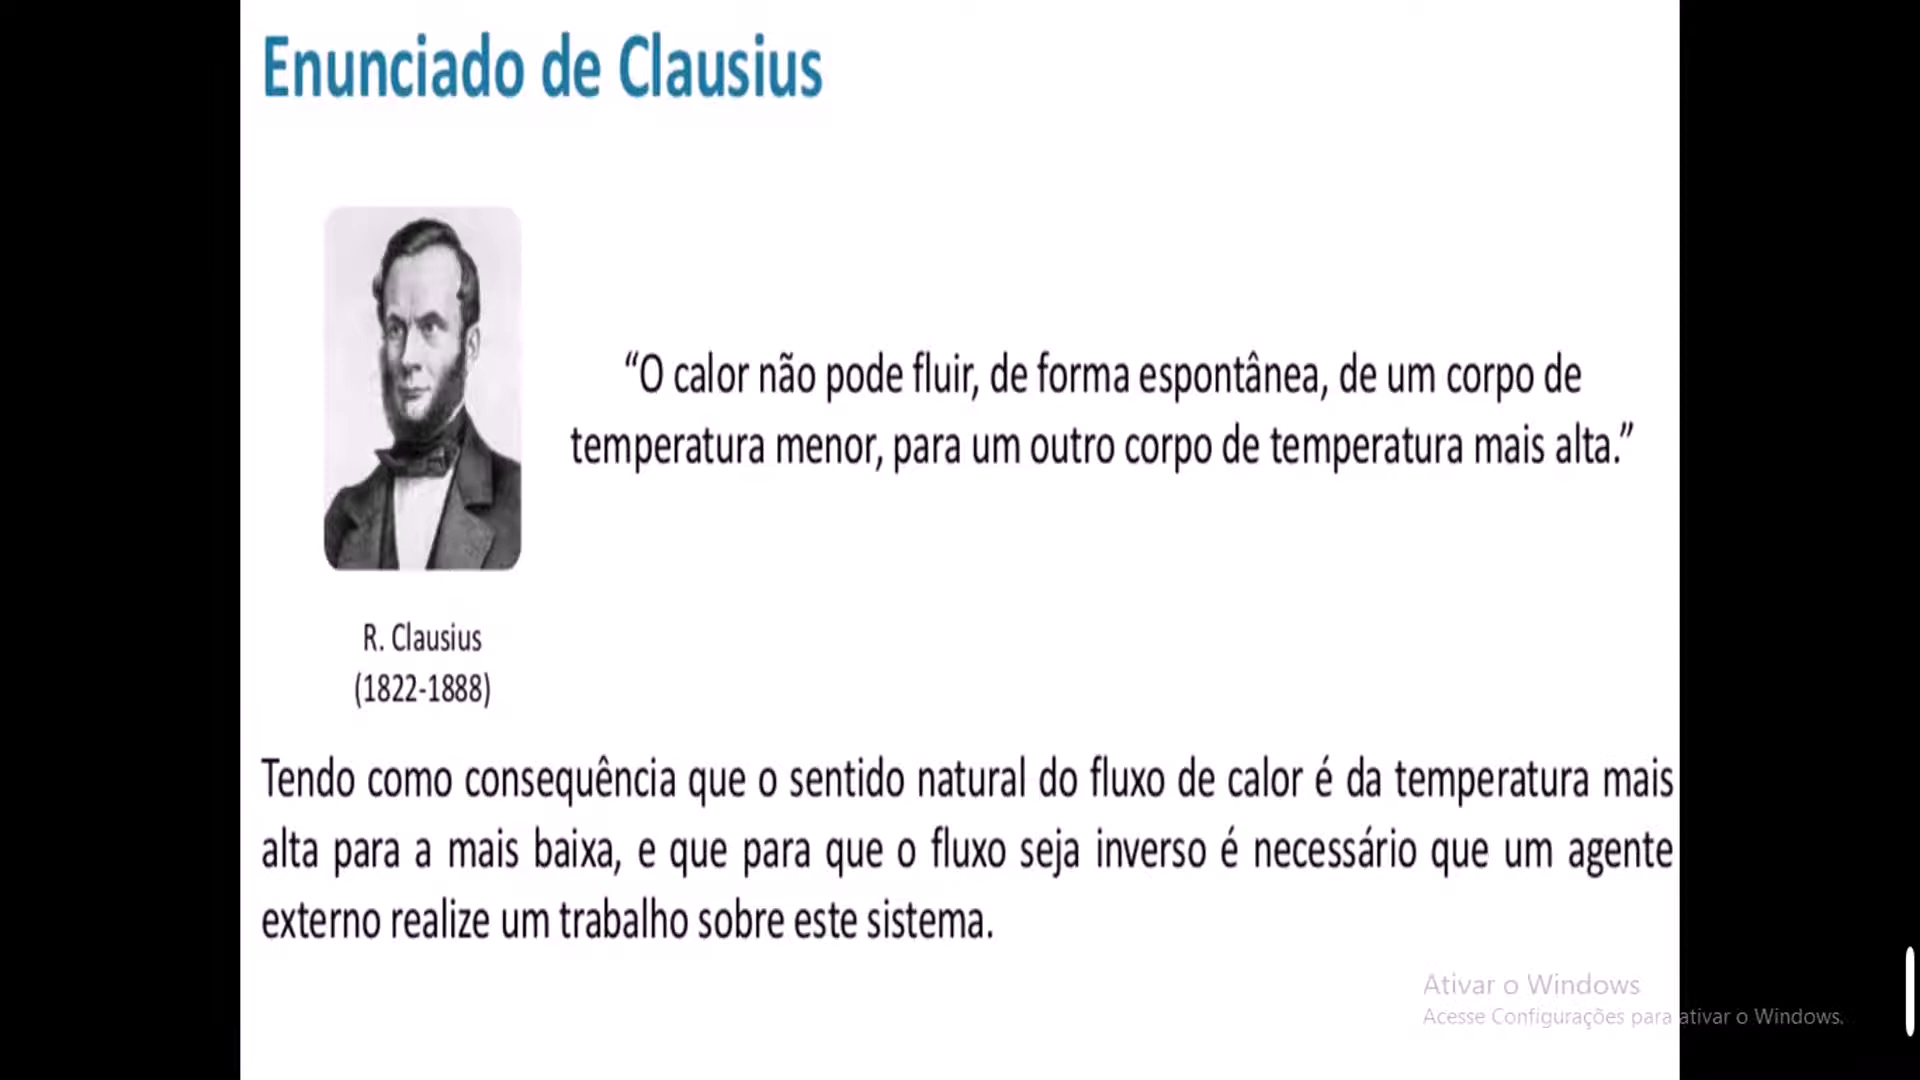 Enunciado de Clausius
“O calor não pode fluir, de forma espontânea, de um corpo de
temperatura menor, para um outro corpo de temperatura mais alta.”
R. Clausius
(1822-1888)
Tendo como consequência que o sentido natural do fluxo de calor é da temperatura mais
alta para a mais baixa, e que para que o fluxo seja inverso é necessário que um agente
externo realize um trabalho sobre este sistema.
Ativar o Windows
Acesse Configurações para ativar o Windows.